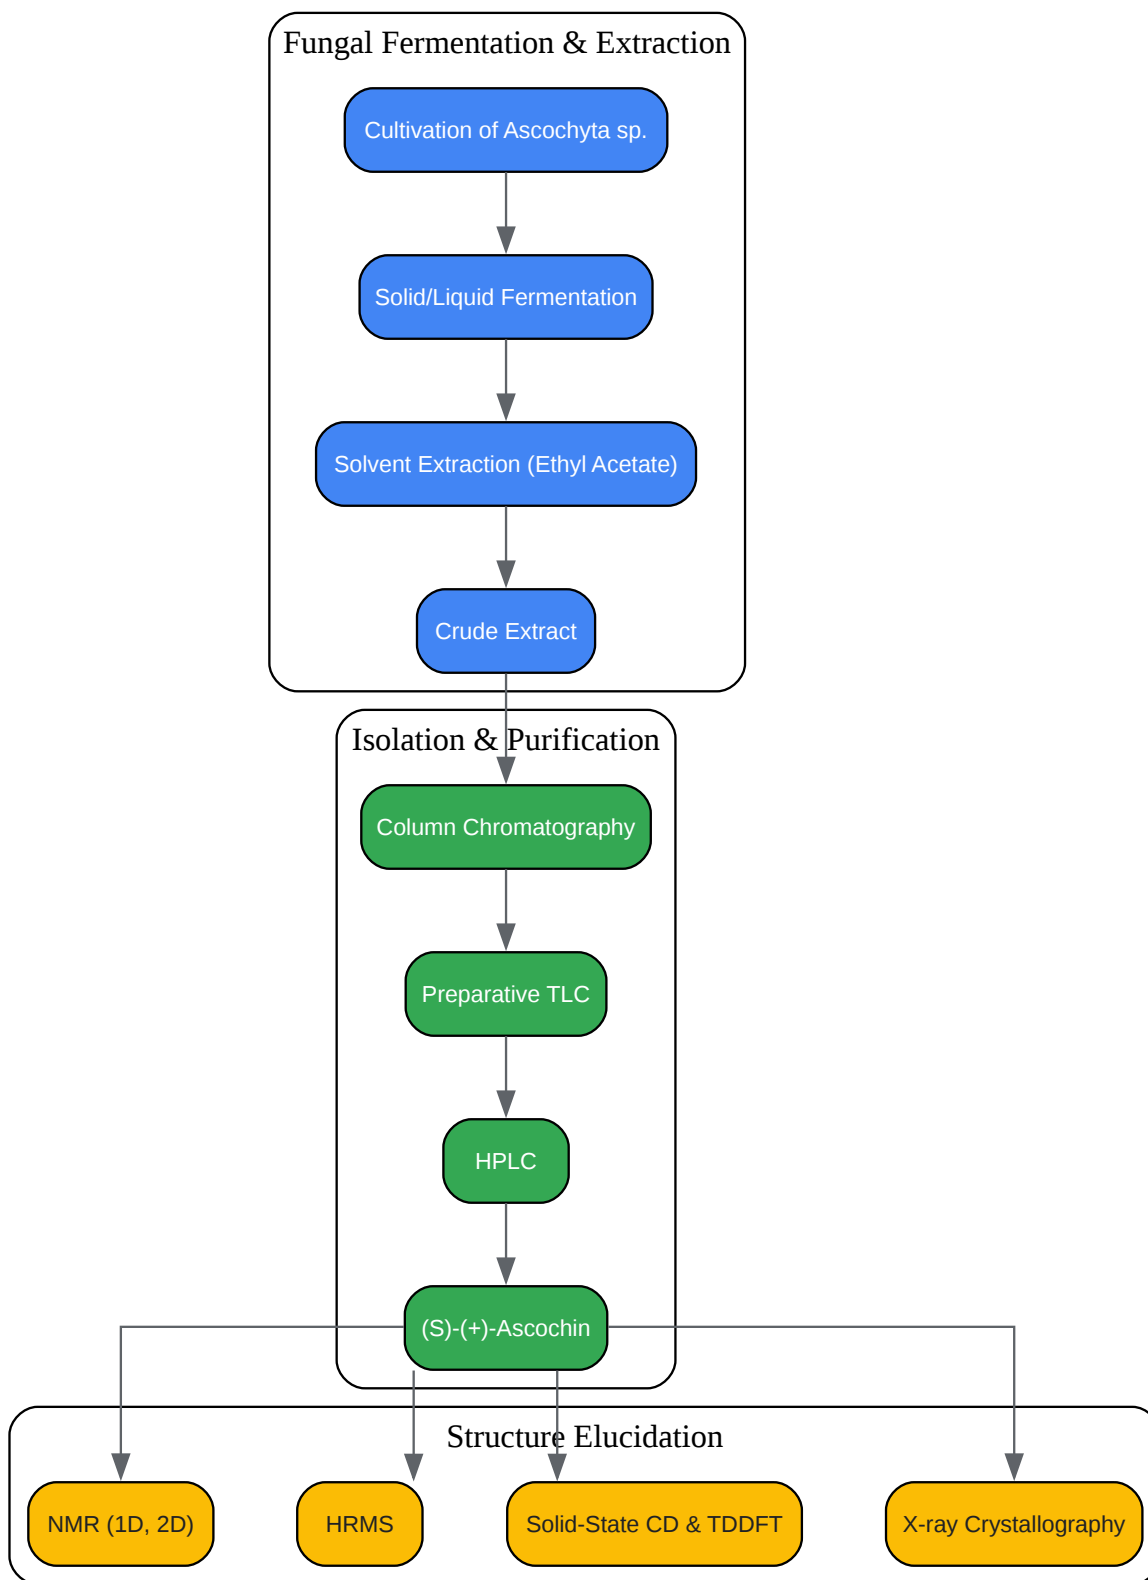 Fungal Fermentation & Extraction
Cultivation of Ascochyta sp.
Solid/Liquid Fermentation
Solvent Extraction (Ethyl Acetate)
Crude Extract
Isolation & Purification
Column Chromatography
Preparative TLC
HPLC
(S)-(+)-Ascochin
Structure Elucidation
NMR (1D, 2D)
HRMS
Solid-State CD & TDDFT
X-ray Crystallography